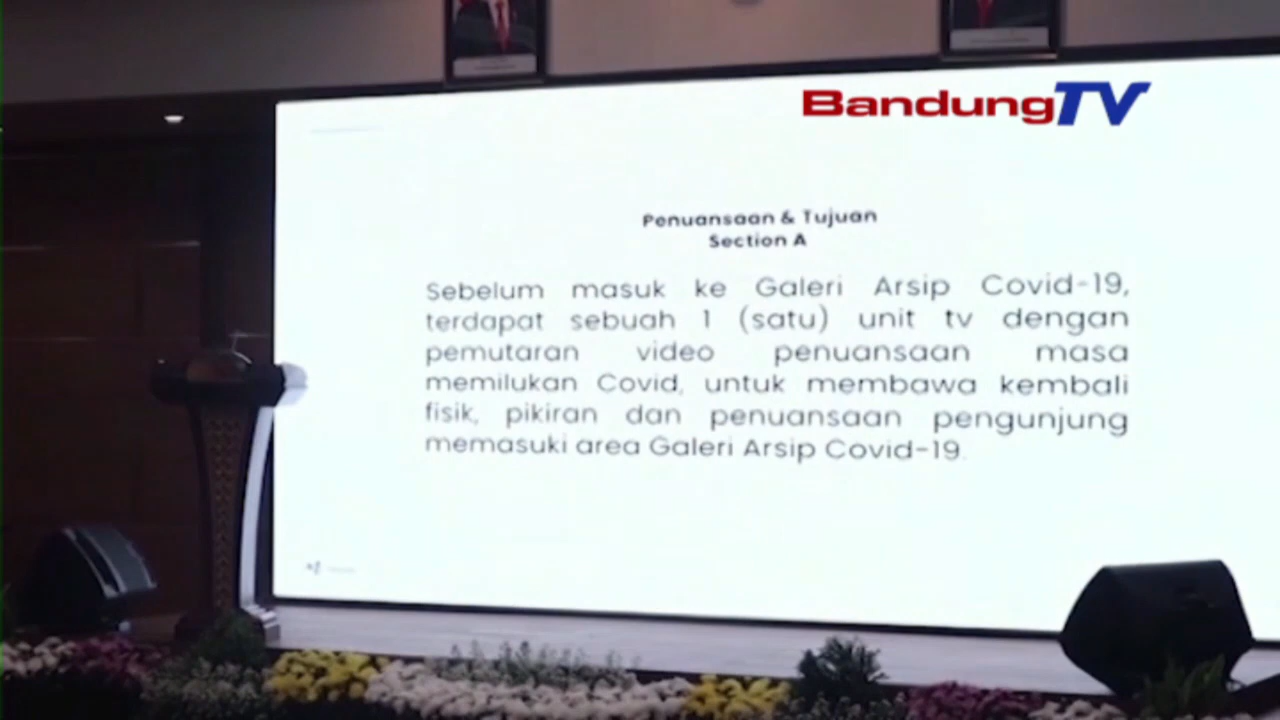 BandungTV
Penuansaan & Tujuan
Section A
Sebelum masuk ke Galeri Arsip Covid-19,
terdapat sebuah 1 (satu) unit tv dengan
pemutaran video penuansaan masa
memilukan Covid, untuk membawa kembali
fisik, pikiran dan penuansaan pengunjung
memasuki area Galeri Arsip Covid-19.